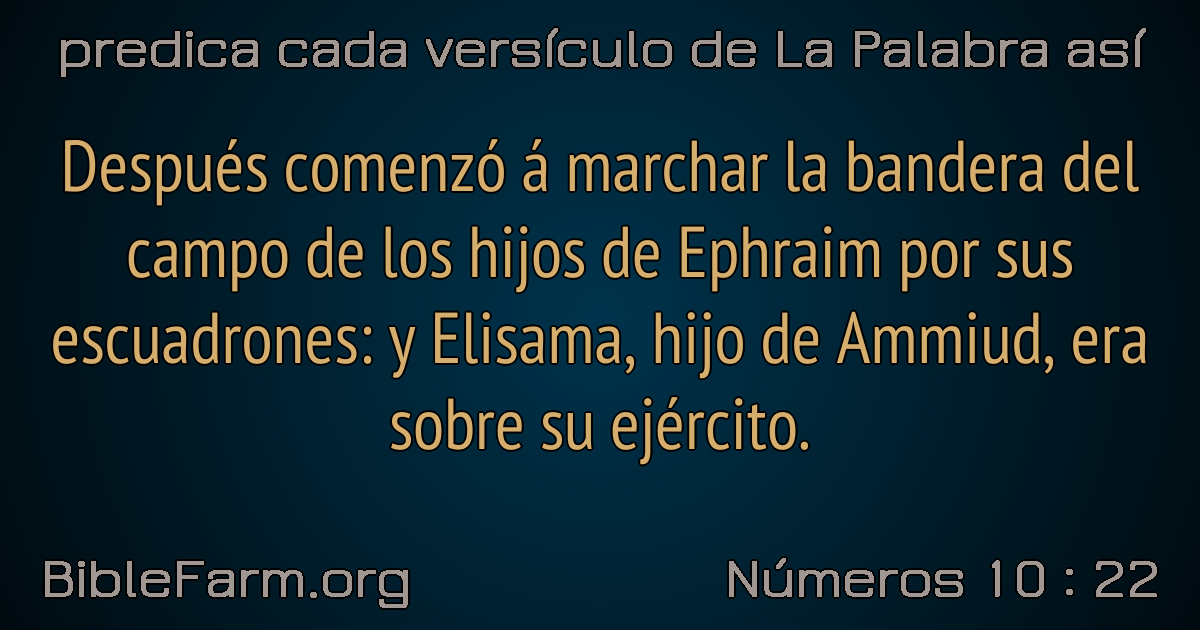 predica cada versículo de La Palabra así
Después comenzó á marchar la bandera del
campo de los hijos de Ephraim por sus
escuadrones: y Elisama, hijo de Ammiud, era
sobre su ejército.
BibleFarm.org
Números 10 : 22